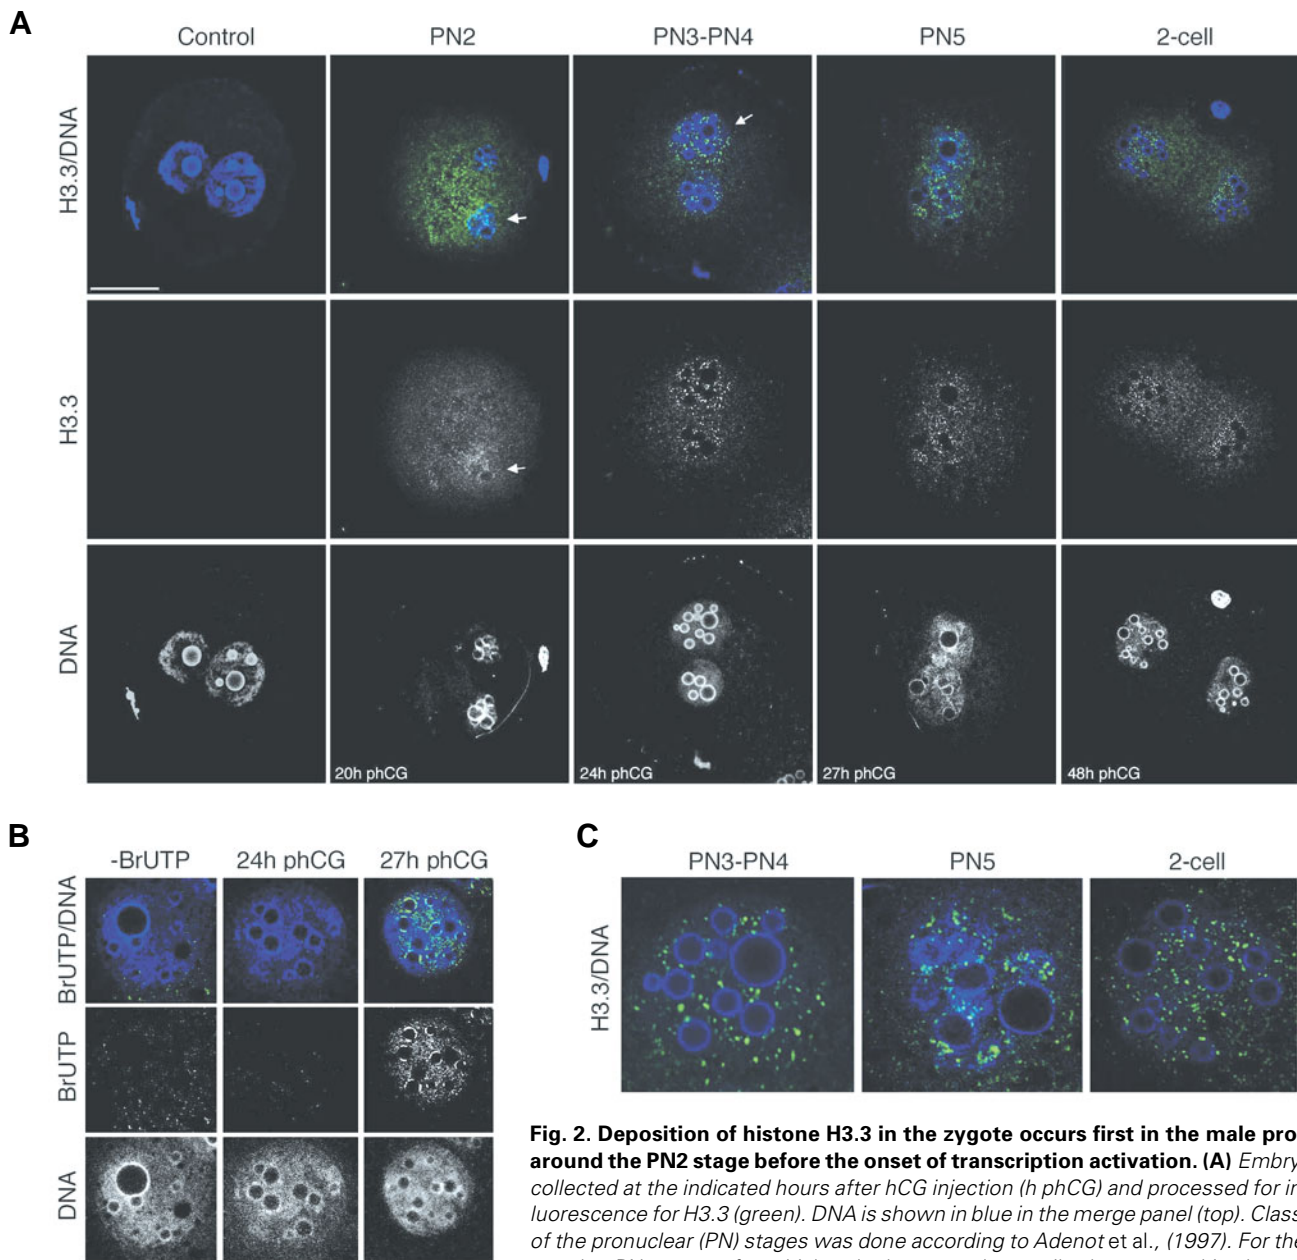 A
Control PN2 PN3-PN4 PN5 2-cell
H3.3/DNA
H3.3
DNA
20h phCG 24h phCG 27h phCG 48h phCG
B
-BrUTP 24h phCG 27h phCG
BrUTP/DNA
BrUTP
DNA
C
PN3-PN4 PN5 2-cell
H3.3/DNA
Fig. 2. Deposition of histone H3.3 in the zygote occurs first in the male pro
around the PN2 stage before the onset of transcription activation. (A) Embry
collected at the indicated hours after hCG injection (h phCG) and processed for in
luorescence for H3.3 (green). DNA is shown in blue in the merge panel (top). Class
of the pronuclear (PN) stages was done according to Adenot et al., (1997). For the